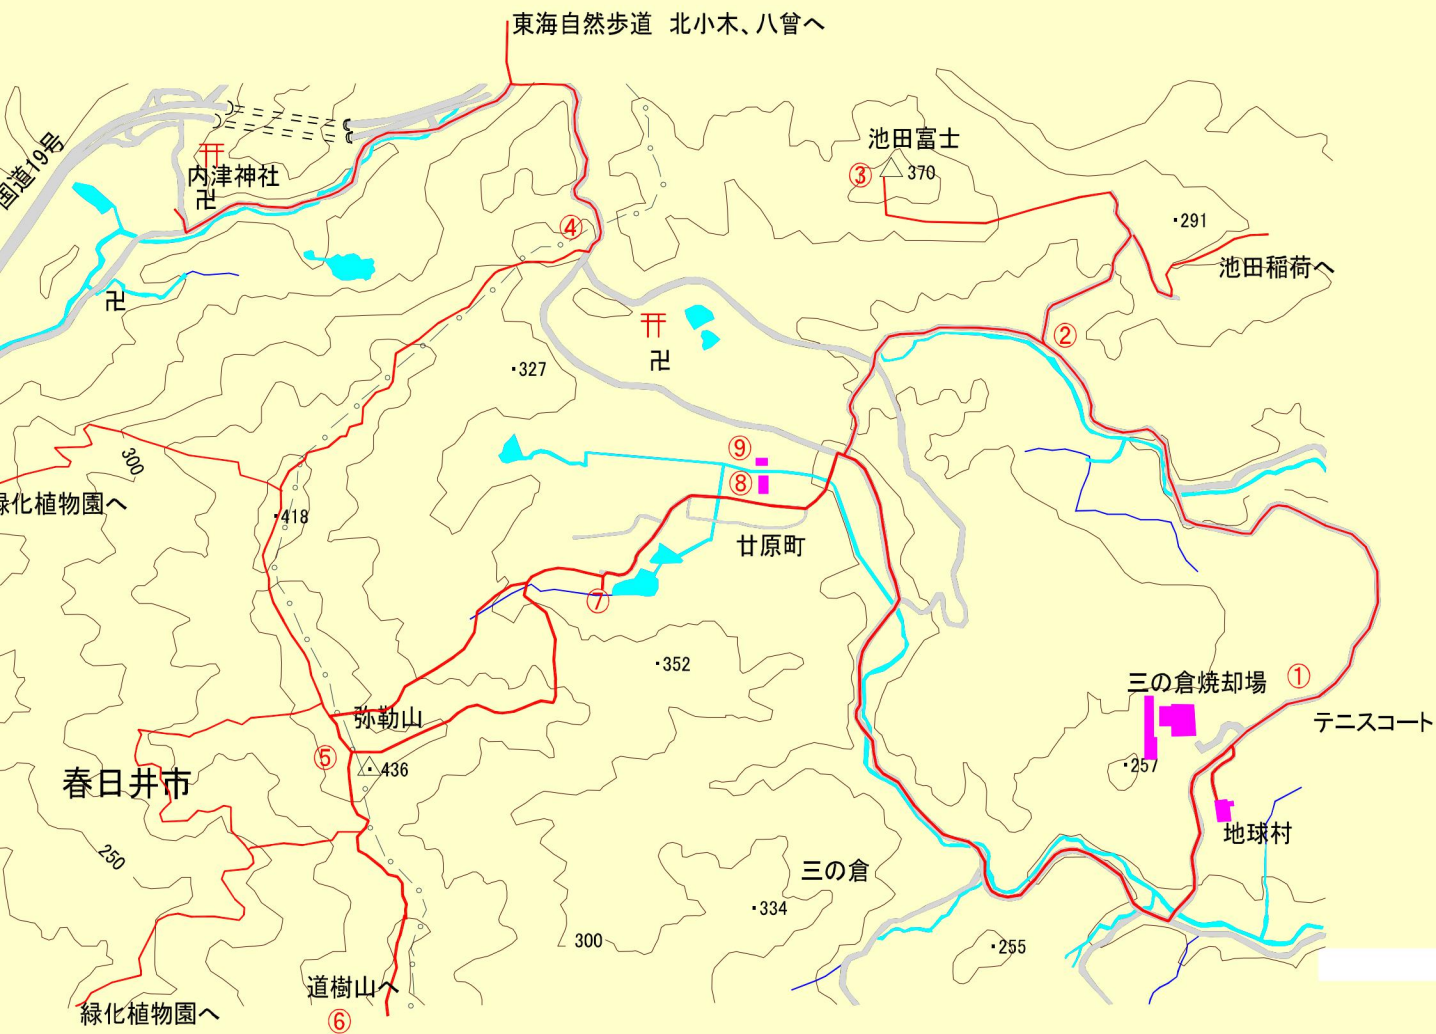 東海自然歩道 北小木、八曾へ
国道19号
内津神社
卍
池田富士
③
370
④
・291
池田稲荷へ
卍
②
卍
・327
300
⑨
⑧
緑化植物園へ
・418
廿原町
⑦
・352
①
三の倉焼却場
弥勒山
テニスコート
⑤
・436
春日井市
・257
地球村
250
三の倉
・334
300
・255
道樹山へ
緑化植物園へ
⑥